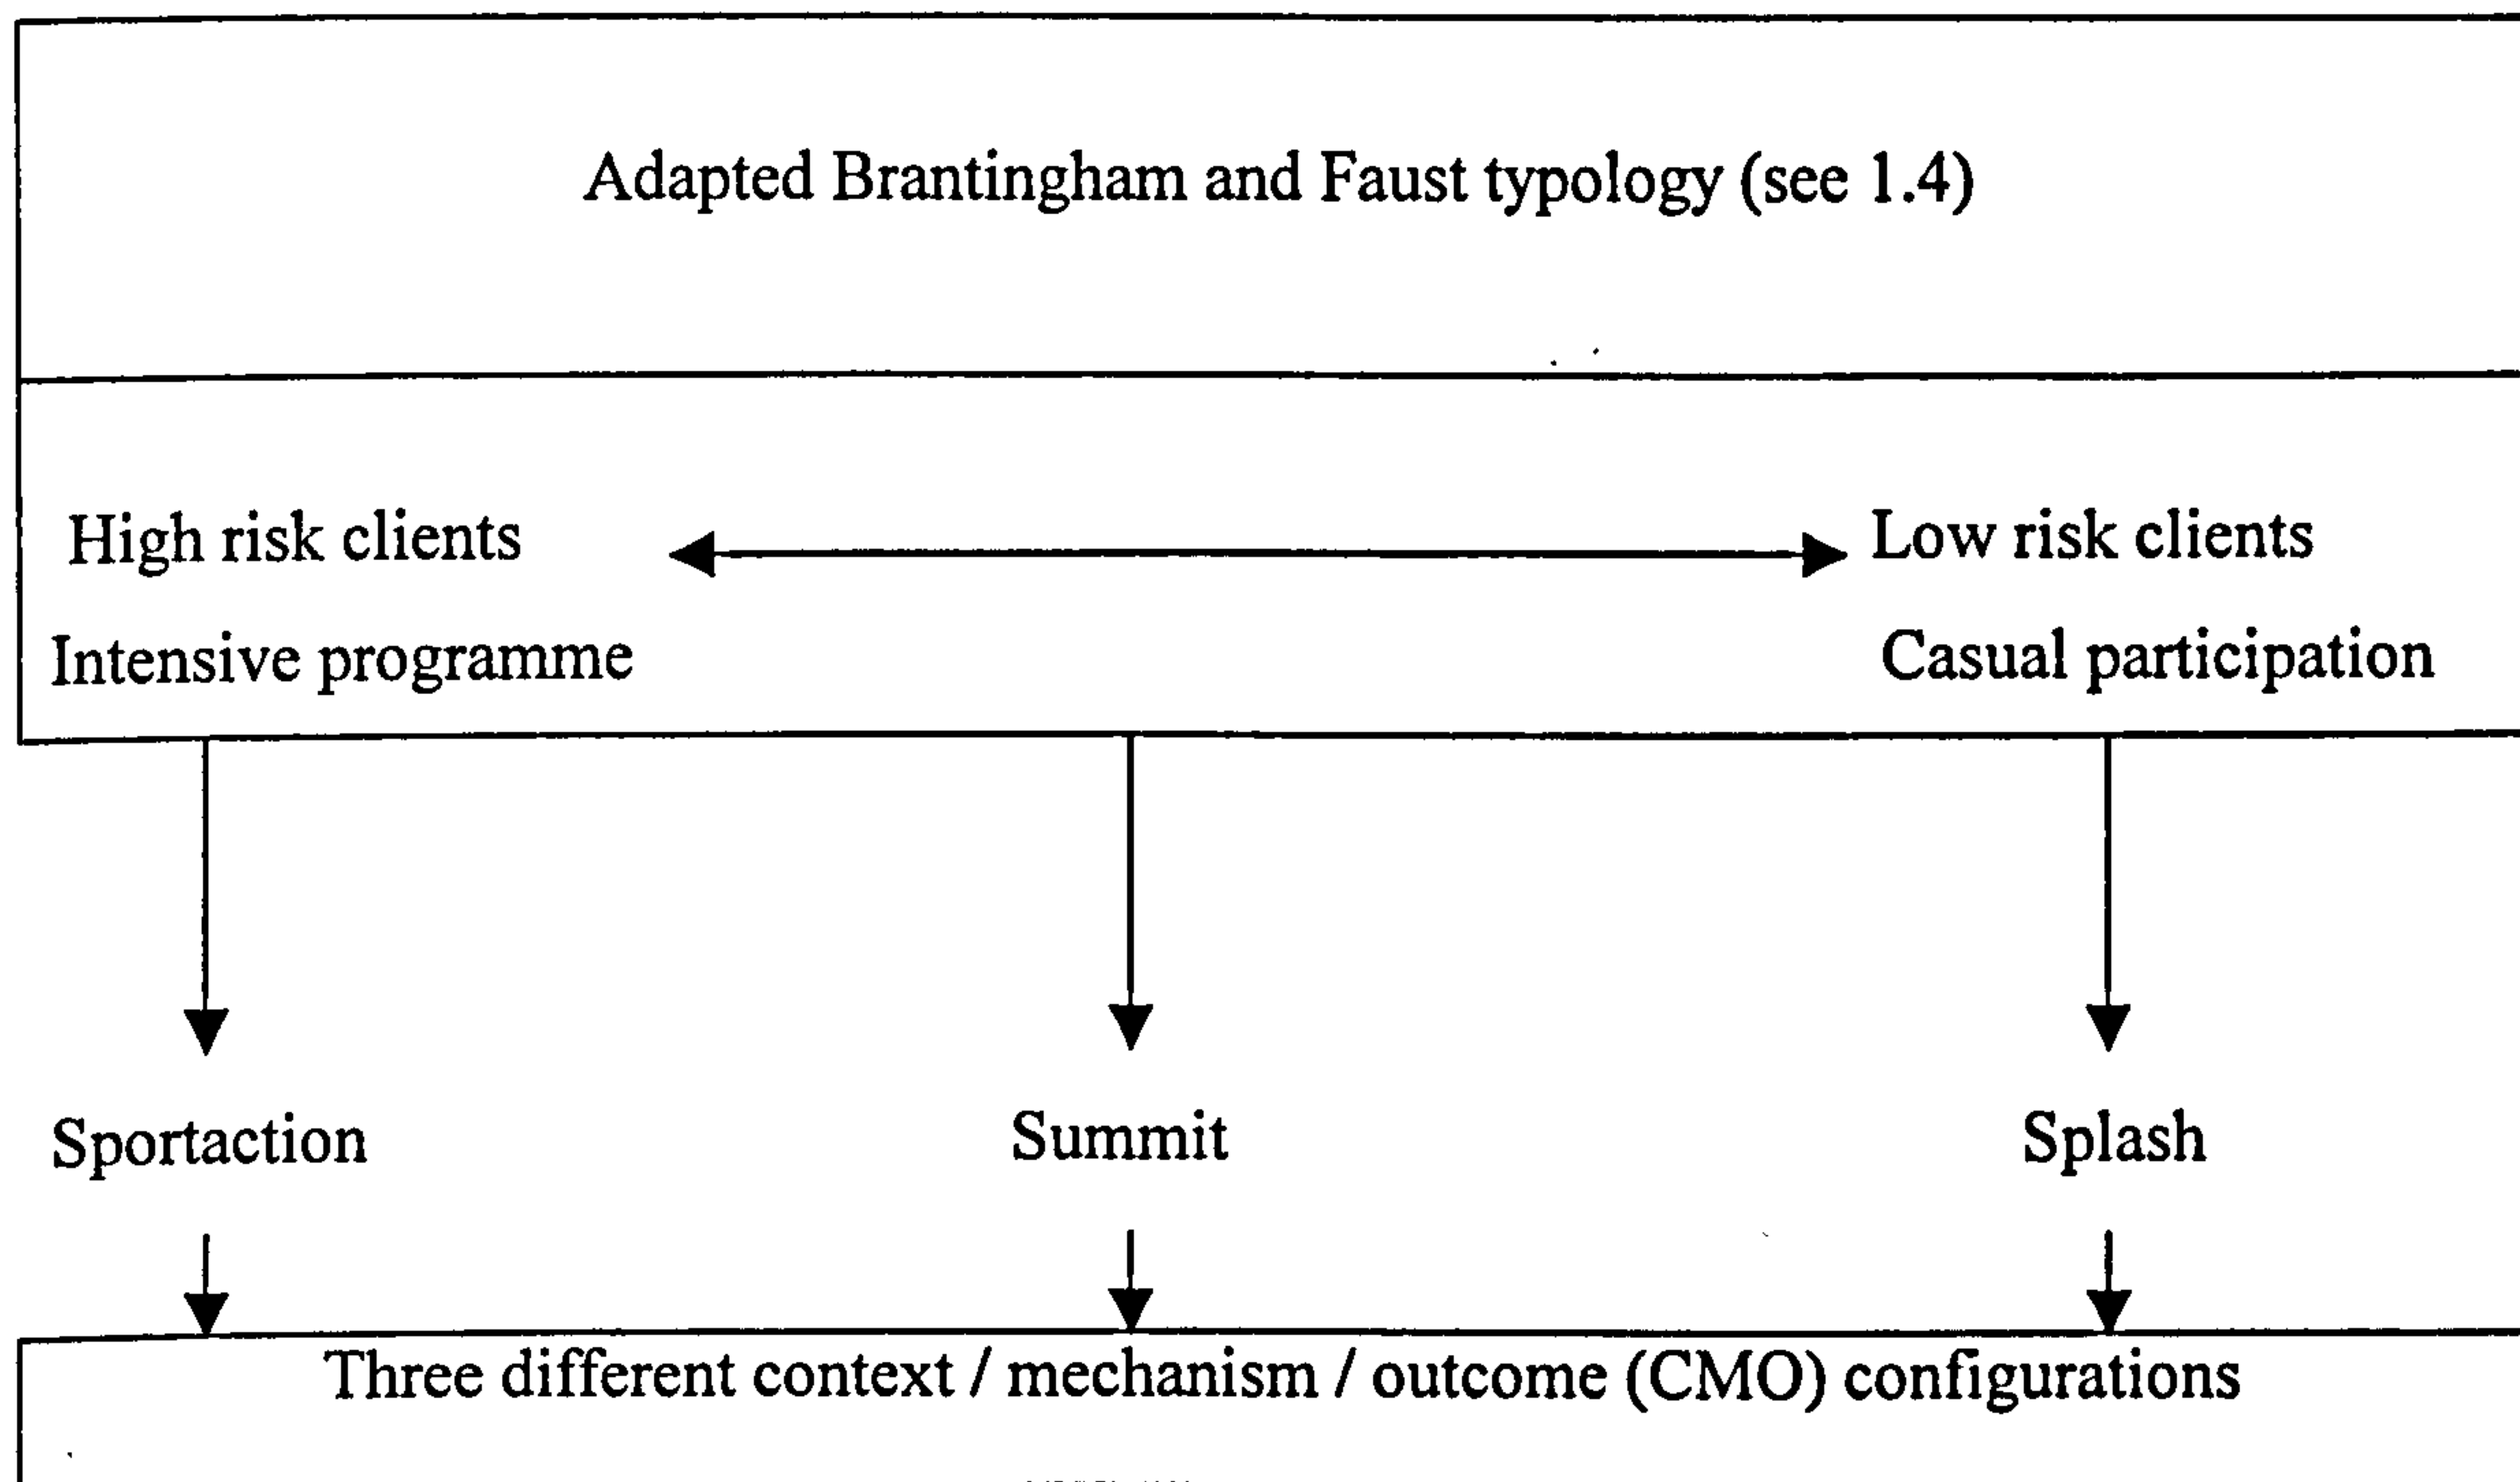 Adapted Brantingham and Faust typology (see 1.4)
High risk clients Low risk clients
Intensive programme Casual participation
Sportaction Summit Splash
Three different context / mechanism / outcome (CMO) configurations